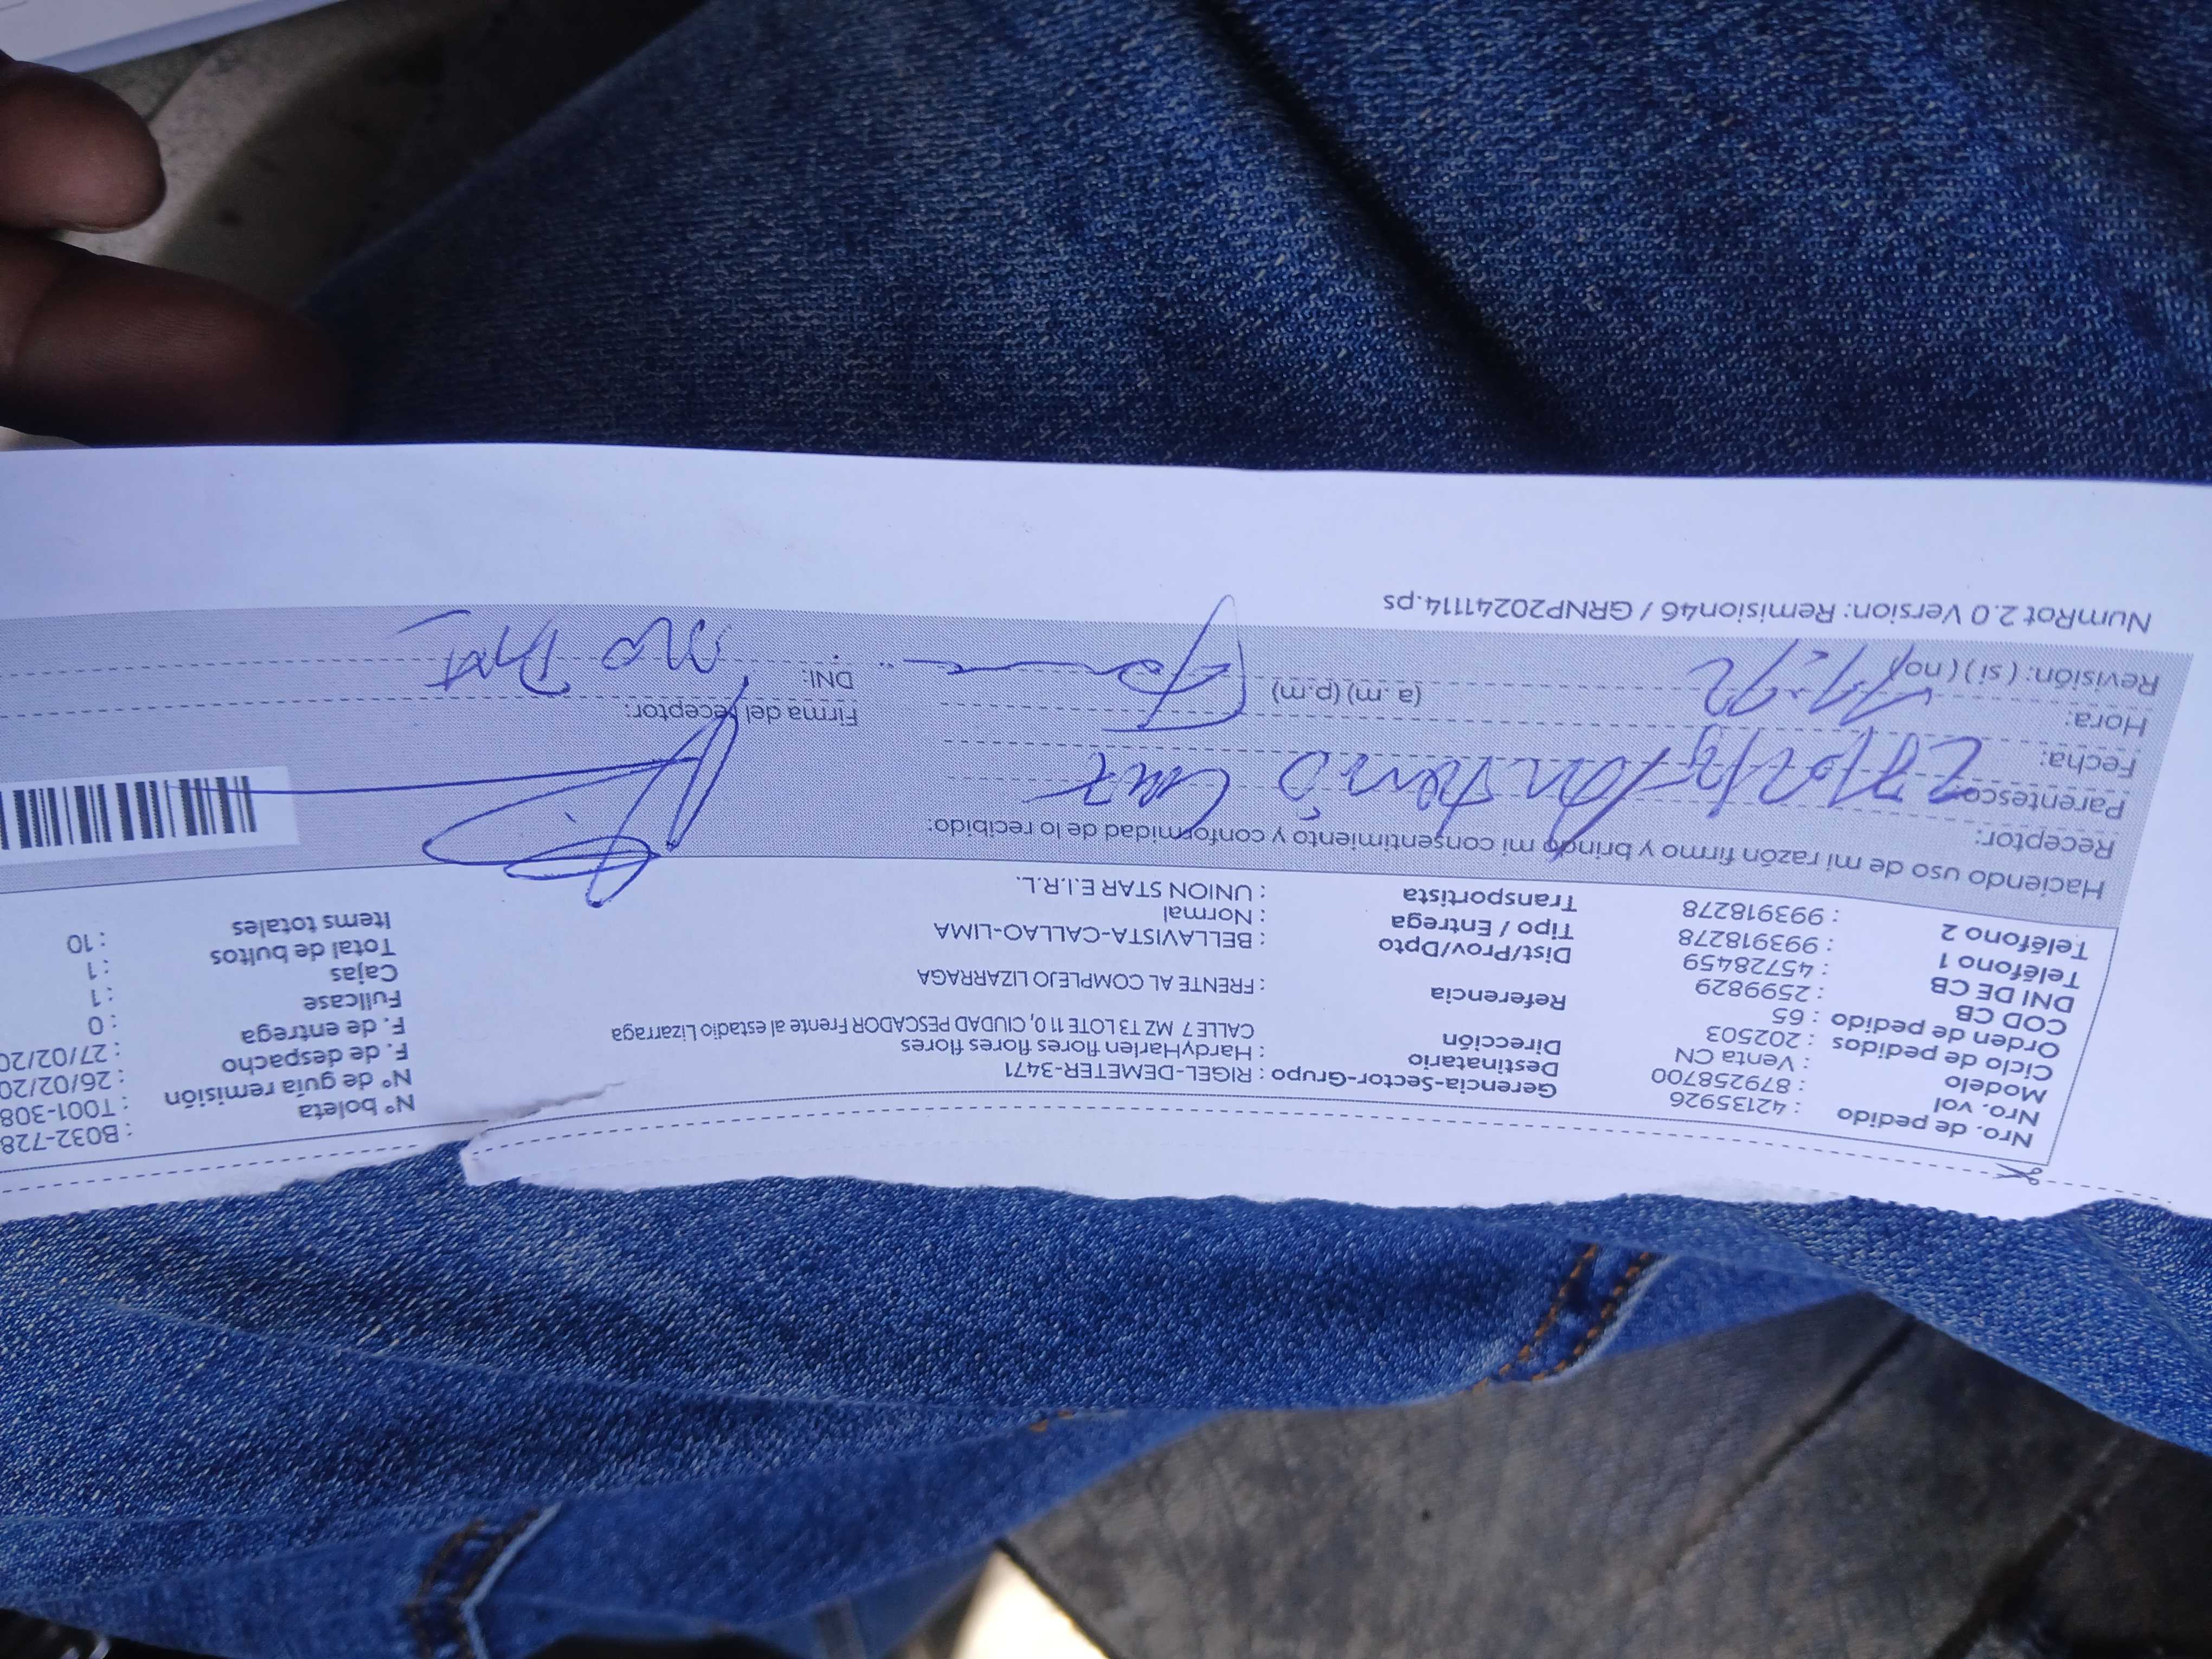 Nro. de pedido : 42135926 Gerencia-Sector-Grupo : RIGEL-DEMETER-3471 N° boleta : B032-728
Nro. vol : 879258700 Destinatario : HardyHarlen flores flores flores N° de guía remisión : T001-308
Modelo : Venta CN Dirección CALLE 7 MZ T3 LOTE 11 0, CIUDAD PESCADOR Frente al estadio Lizarraga F. de despacho : 26/02/20
Ciclo de pedidos : 202503 F. de entrega : 27/02/20
Orden de pedido : 65 Referencia : FRENTE AL COMPLEJO LIZARRAGA Fullcase : 0
COD CB : 2599829 Dist/Prov/Dpto : BELLAVISTA-CALLAO-LIMA Cajas : 1
DNI DE CB : 45728459 Tipo / Entrega : Normal Total de bultos : 1
Teléfono 1 : 993918278 Transportista : UNION STAR E.I.R.L. Items totales : 10
Teléfono 2 : 993918278
Haciendo uso de mi razón firmo y brindo mi consentimiento y conformidad de lo recibido:
Receptor:
Parentesco:
Fecha:
Hora: (a. m) (p.m) Firma del receptor:
Revisión: ( si ) ( no) DNI: no
NumRot 2.0 Version: Remision46 / GRNP20241114.ps